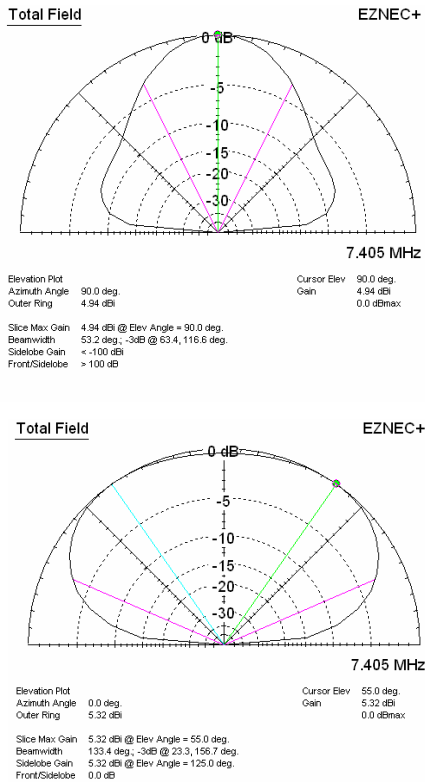 Total Field
EZNEC+
0 dB
-5
-10
-15
-20
-30
7.405 MHz
Elevation Plot
Azimuth Angle 90.0 deg.
Outer Ring 4.94 dBi
Cursor Elev 90.0 deg.
Gain 4.94 dBi
0.0 dBmax
Slice Max Gain 4.94 dBi @ Elev Angle = 90.0 deg.
Beamwidth 53.2 deg.; -3dB @ 63.4, 116.6 deg.
Sidelobe Gain < -100 dBi
Front/Sidelobe > 100 dB
Total Field
EZNEC+
0 dB
-5
-10
-15
-20
-30
7.405 MHz
Elevation Plot
Azimuth Angle 0.0 deg.
Outer Ring 5.32 dBi
Cursor Elev 55.0 deg.
Gain 5.32 dBi
0.0 dBmax
Slice Max Gain 5.32 dBi @ Elev Angle = 55.0 deg.
Beamwidth 133.4 deg.; -3dB @ 23.3, 156.7 deg.
Sidelobe Gain 5.32 dBi @ Elev Angle = 125.0 deg.
Front/Sidelobe 0.0 dB